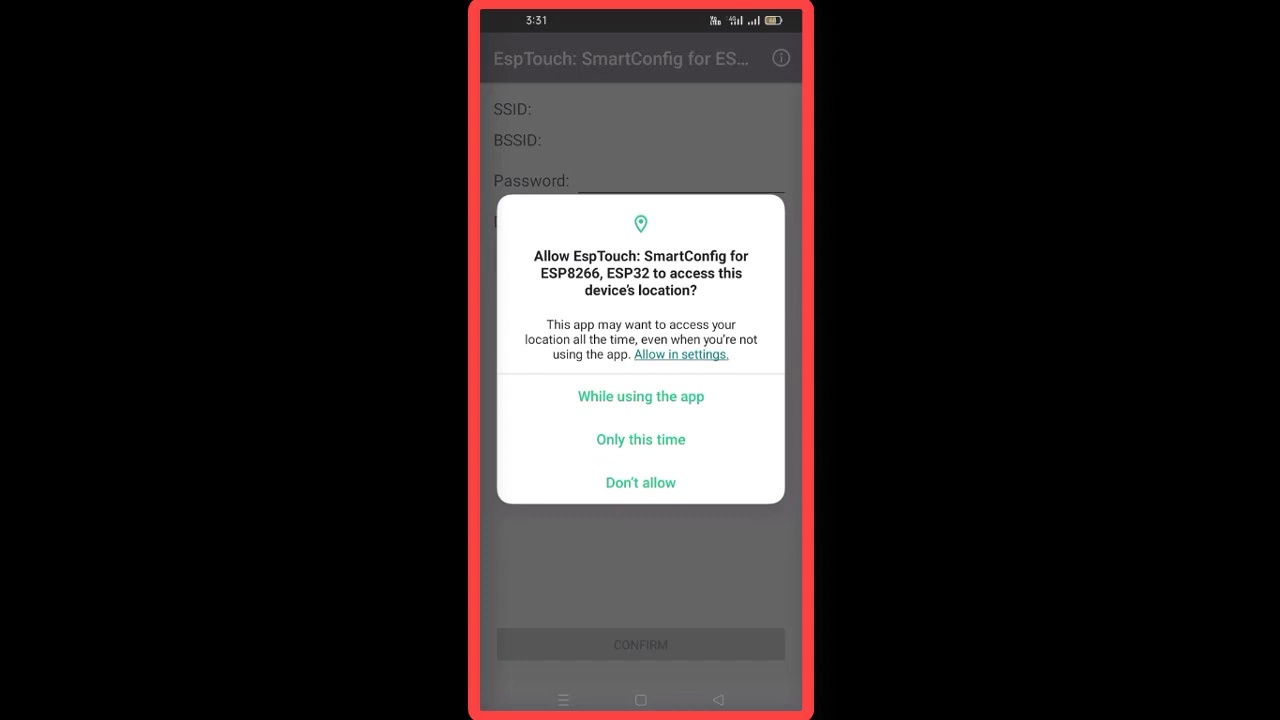 3:31
EspTouch: SmartConfig for ES...
SSID:
BSSID:
Password:
Allow EspTouch: SmartConfig for
ESP8266, ESP32 to access this
device's location?
This app may want to access your
location all the time, even when you're not
using the app. Allow in settings.
While using the app
Only this time
Don't allow
CONFIRM